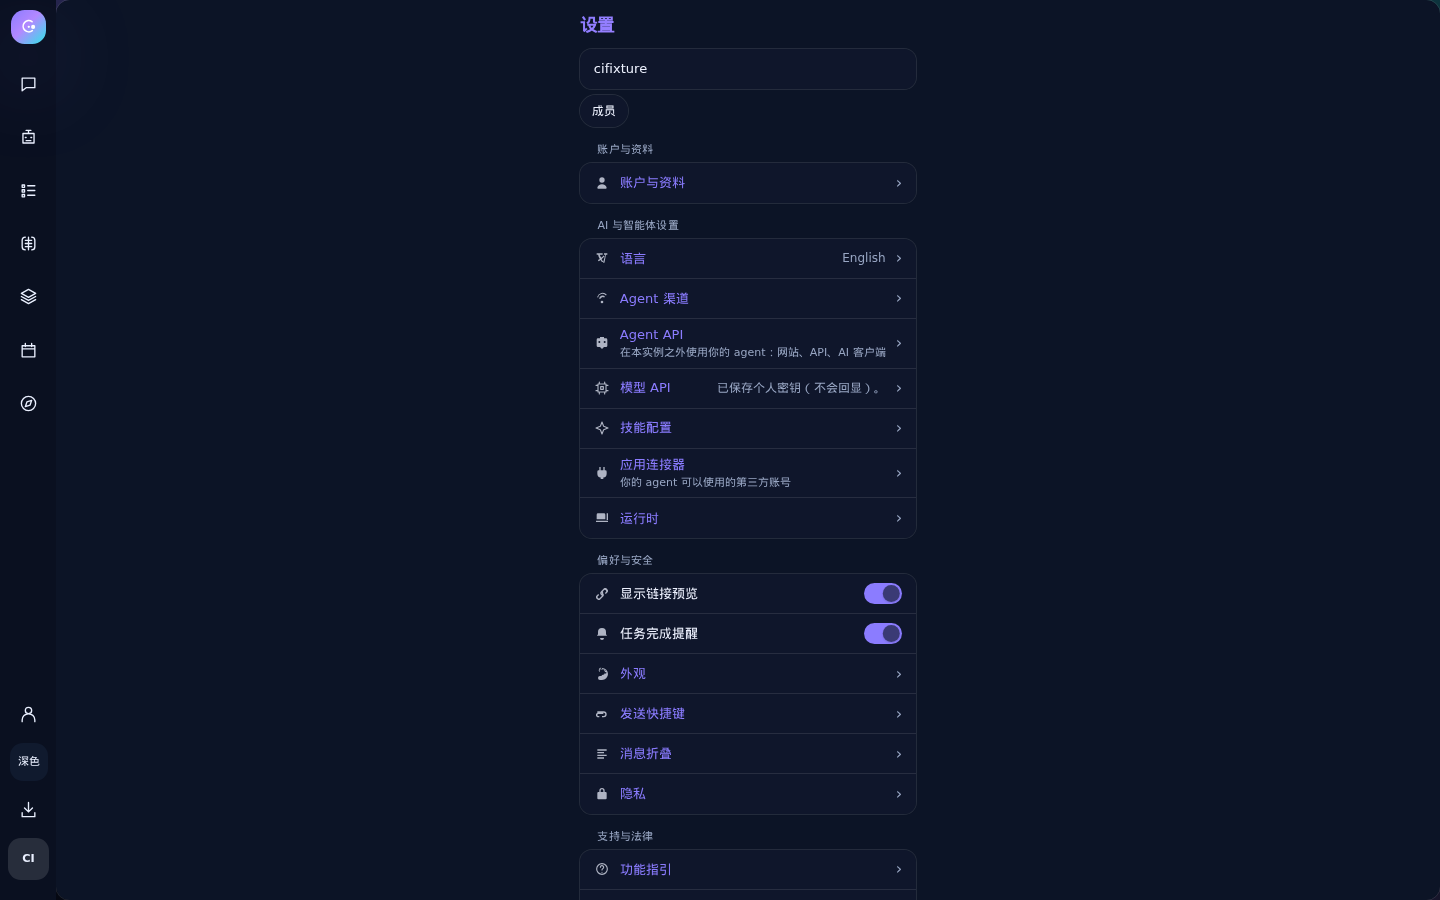 设置
cifixture
成员
账户与资料
账户与资料
AI 与智能体设置
语言 English
Agent 渠道
Agent API
在本实例之外使用你的 agent：网站、API、AI 客户端
模型 API 已保存个人密钥（不会回显）。
技能配置
应用连接器
你的 agent 可以使用的第三方账号
运行时
偏好与安全
显示链接预览
任务完成提醒
外观
发送快捷键
消息折叠
隐私
支持与法律
功能指引
深色
CI